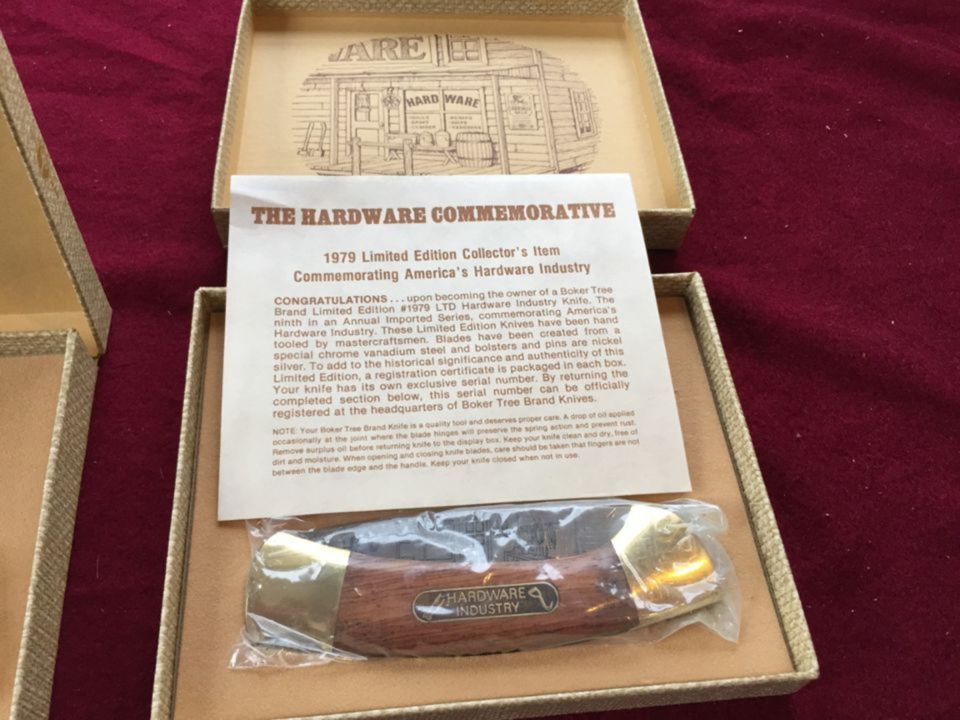 WARE
HARD WARE
THE HARDWARE COMMEMORATIVE
1979 Limited Edition Collector's Item
Commemorating America's Hardware Industry
CONGRATULATIONS . . . upon becoming the owner of a Boker Tree
Brand Limited Edition #1979 LTD Hardware Industry Knife. The
ninth in an Annual Imported Series, commemorating America's
Hardware Industry. These Limited Edition Knives have been hand
tooled by mastercraftsmen. Blades have been created from a
special chrome vanadium steel and bolsters and pins are nickel
silver. To add to the historical significance and authenticity of this
Limited Edition, a registration certificate is packaged in each box.
Your knife has its own exclusive serial number. By returning the
completed section below, this serial number can be officially
registered at the headquarters of Boker Tree Brand Knives.
NOTE: Your Boker Tree Brand Knife is a quality tool and deserves proper care. A drop of oil applied
occasionally at the joint where the blade hinges will preserve the spring action and prevent rust.
Remove surplus oil before returning knife to the display box. Keep your knife clean and dry, free of
dirt and moisture. When opening and closing knife blades, care should be taken that fingers are not
between the blade edge and the handle. Keep your knife closed when not in use.
HARDWARE
INDUSTRY